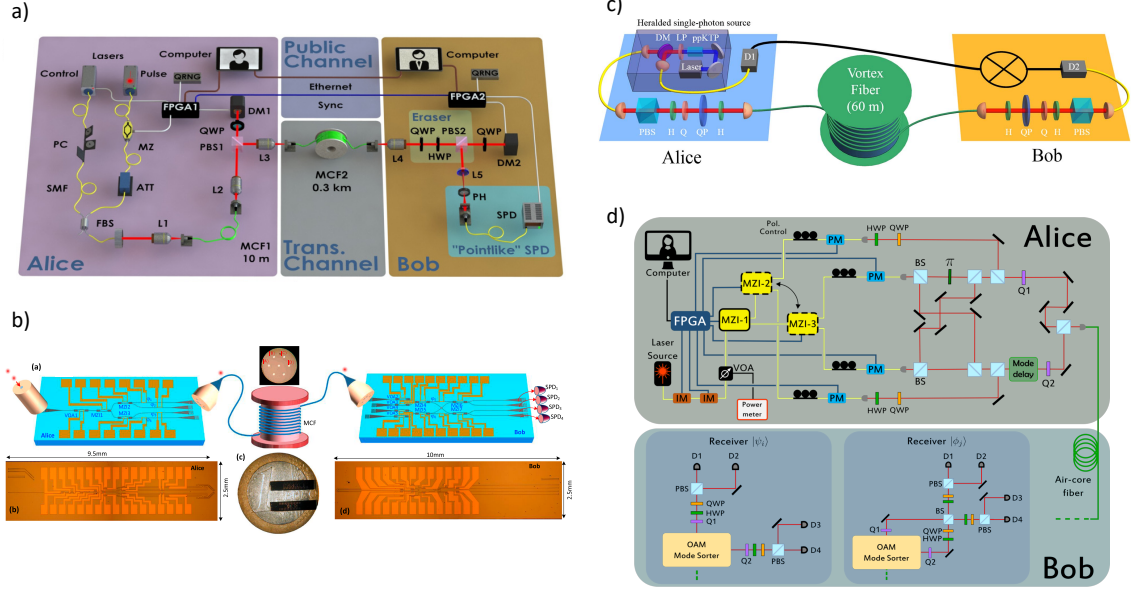 a)
Lasers
Computer
Public
Channel
Computer
Control
Pulse
QRNG
QRNG
Ethernet
FPGA1
FPGA2
Sync
DM1
QWP
PBS1
Eraser
QWP
PBS2
QWP
PC
MZ
L3
L4
HWP
DM2
MCF2
0.3 km
L5
SMF
ATT
L2
PH
SPD
FBS
L1
MCF1
10 m
Alice
Trans.
Channel
Bob
"Pointlike" SPD
b)
(a)
Alice
MCF
Bob
SPD1
SPD2
SPD3
SPD4
9.5mm
10mm
Alice
(c)
Bob
2.5mm
2.5mm
(b)
(d)
c)
Heralded single-photon source
DM
LP
ppKTP
Laser
D1
D2
Vortex
Fiber
(60 m)
PBS
H
Q
QP
H
H
QP
Q
H
PBS
Alice
Bob
d)
Alice
Pol.
Control
HWP
QWP
PM
Computer
BS
π
MZI-2
PM
Q1
FPGA
MZI-1
MZI-3
Laser
Source
VOA
PM
BS
Mode
delay
Q2
IM
IM
Power
meter
PM
HWP
QWP
Receiver |ψi⟩
Receiver |ϕj⟩
D1
D2
D1
D2
PBS
PBS
D3
QWP
HWP
Q1
BS
D4
D3
Q1
QWP
HWP
PBS
OAM
Mode Sorter
D4
OAM
Mode Sorter
Q2
PBS
Q2
Air-core
fiber
Bob